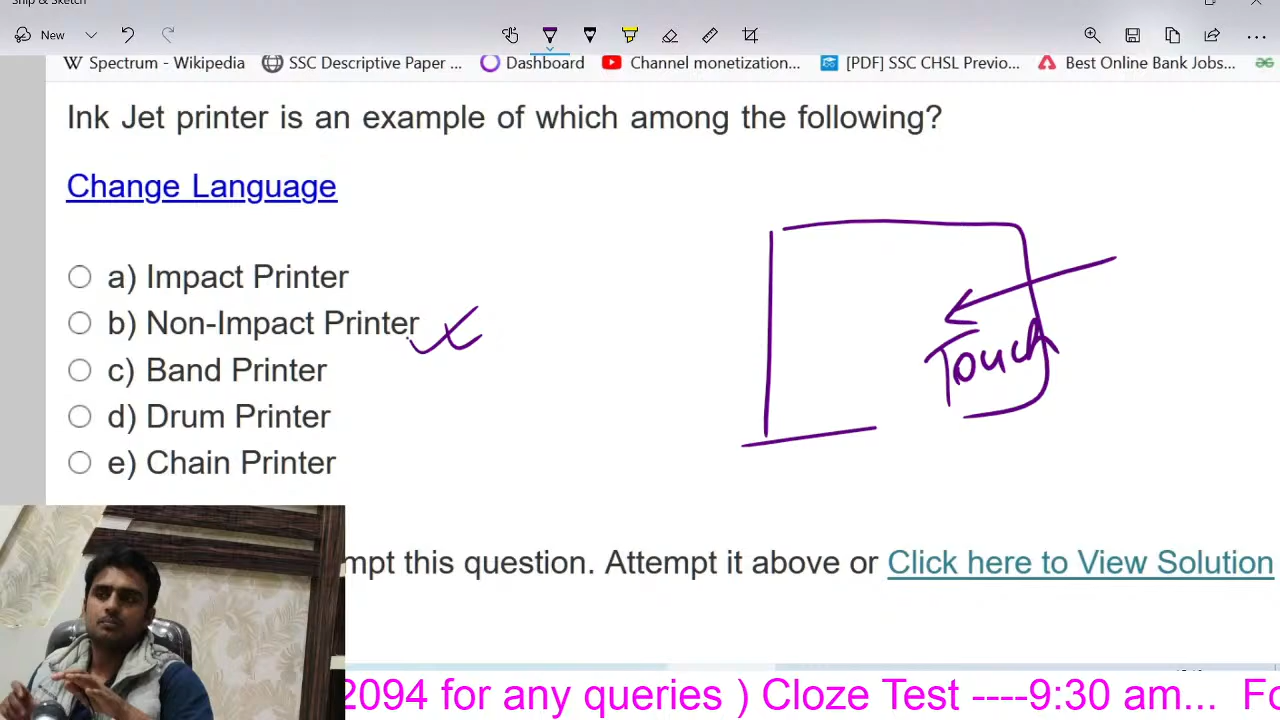 New
Spectrum - Wikipedia SSC Descriptive Paper ... Dashboard Channel monetization... [PDF] SSC CHSL Previo... Best Online Bank Jobs...
Ink Jet printer is an example of which among the following?
Change Language
a) Impact Printer
b) Non-Impact Printer
c) Band Printer
d) Drum Printer
e) Chain Printer
Touch
mpt this question. Attempt it above or Click here to View Solution
2094 for any queries ) Cloze Test ----9:30 am... Fo